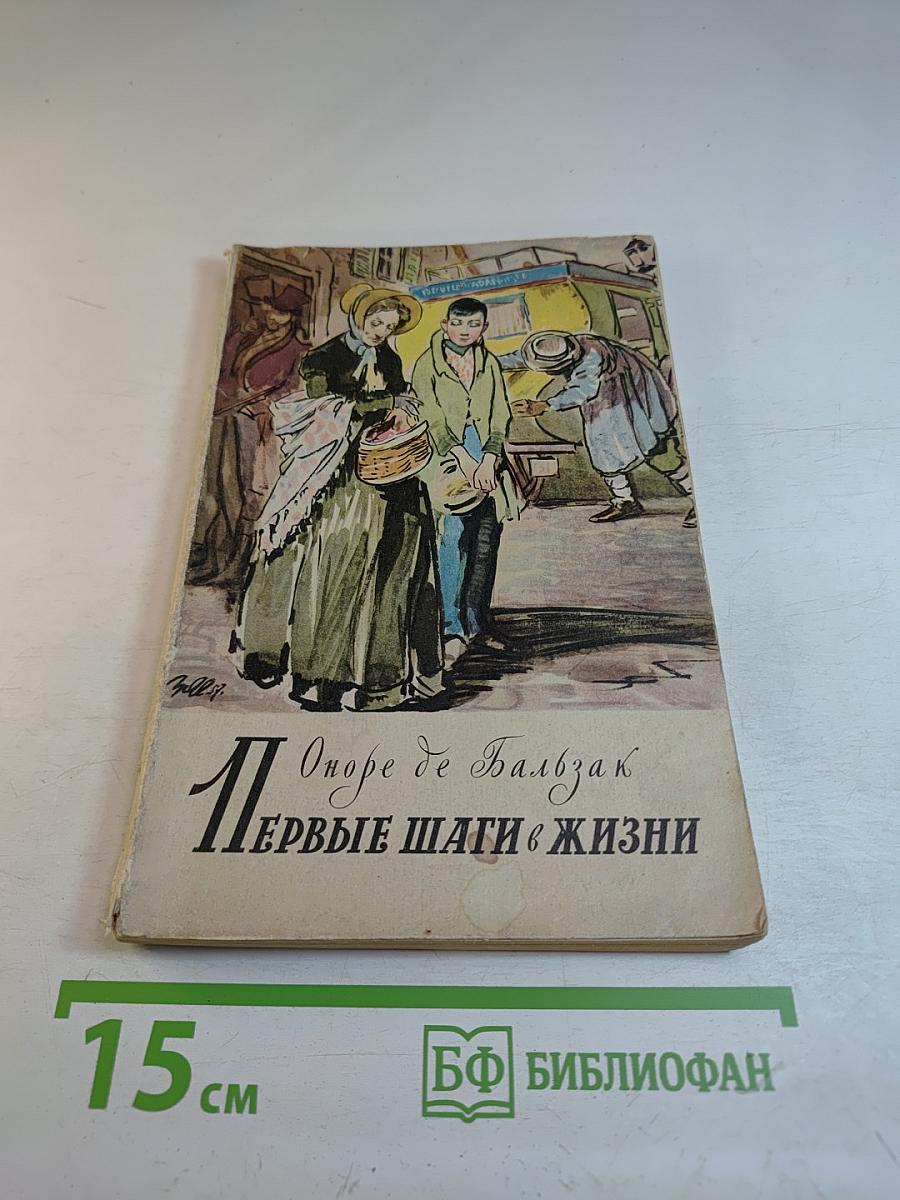 Оноре де Бальзак
ПЕРВЫЕ ШАГИ в ЖИЗНИ
15 см
БФ БИБЛИОФАН